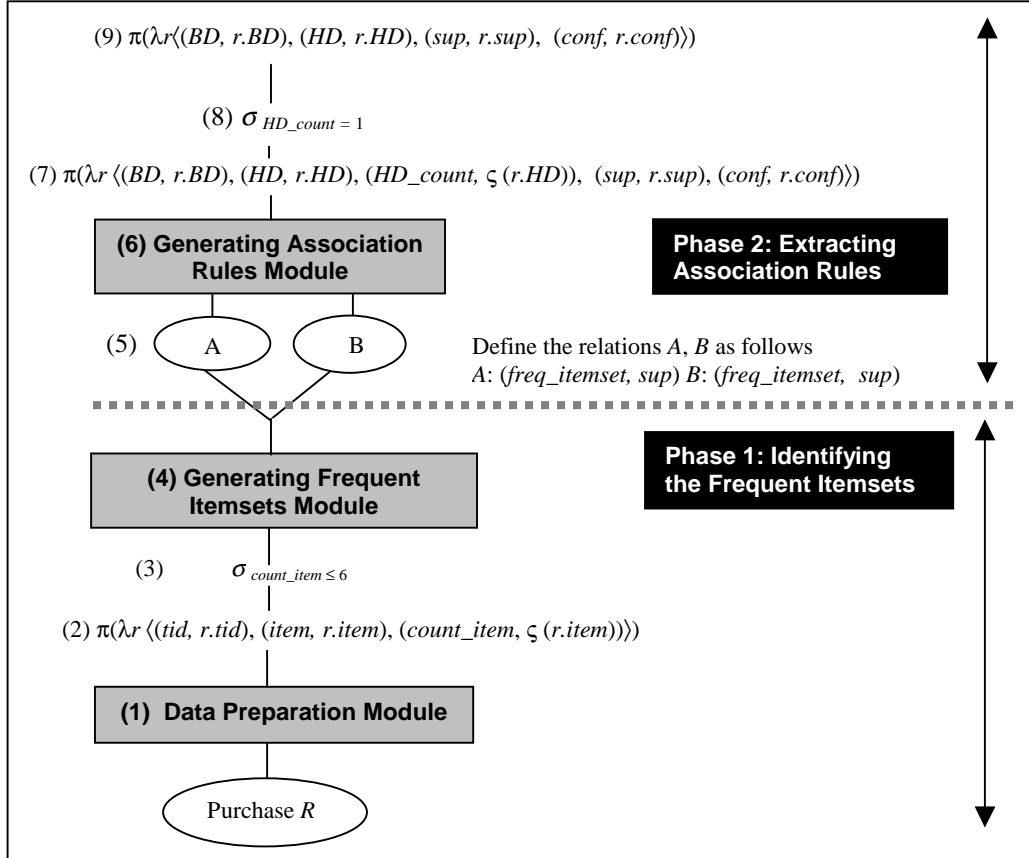 (9) π(λr⟨(BD, r.BD), (HD, r.HD), (sup, r.sup), (conf, r.conf)⟩)
(8) σ HD_count = 1
(7) π(λr ⟨(BD, r.BD), (HD, r.HD), (HD_count, ς (r.HD)), (sup, r.sup), (conf, r.conf)⟩)
(6) Generating Association
Rules Module
Phase 2: Extracting
Association Rules
(5)
A
B
Define the relations A, B as follows
A: (freq_itemset, sup) B: (freq_itemset, sup)
(4) Generating Frequent
Itemsets Module
Phase 1: Identifying
the Frequent Itemsets
(3) σ count_item ≤ 6
(2) π(λr ⟨(tid, r.tid), (item, r.item), (count_item, ς (r.item))⟩)
(1) Data Preparation Module
Purchase R